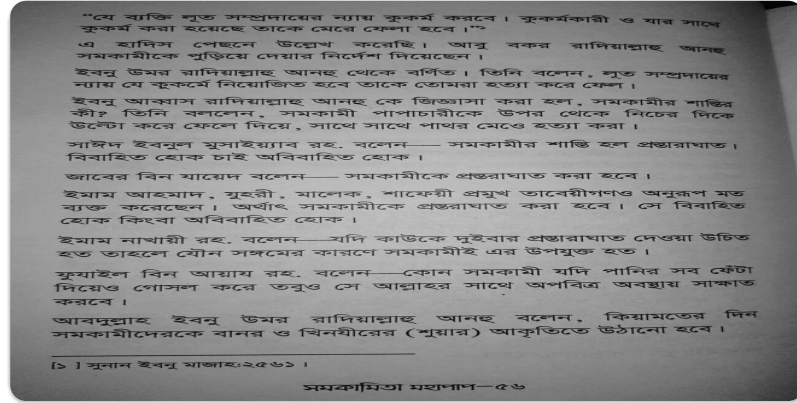 “যে ব্যক্তি লূত সম্প্রদায়ের ন্যায় কুকর্ম করবে। কুকর্মকারী ও যার সাথে
কুকর্ম করা হয়েছে তাকে মেরে ফেলা হবে।”১
এ হাদিস পেছনে উল্লেখ করেছি। আবু বকর রাদিয়াল্লাহু আনহু
সমকামীকে পুড়িয়ে দেয়ার নির্দেশ দিয়েছেন।
ইবনু উমর রাদিয়াল্লাহু আনহু থেকে বর্ণিত। তিনি বলেন, লূত সম্প্রদায়ের
ন্যায় যে কুকর্মে নিয়োজিত হবে তাকে তোমরা হত্যা করে ফেল।
ইবনু আব্বাস রাদিয়াল্লাহু আনহু কে জিজ্ঞাসা করা হল, সমকামীর শাস্তির
কী? তিনি বললেন, সমকামী পাপাচারীকে উপর থেকে নিচের দিকে
উল্টো করে ফেলে দিয়ে, সাথে সাথে পাথর মেওে হত্যা করা।
সাঈদ ইবনুল মুসাইয়্যাব রহ. বলেন— সমকামীর শাস্তি হল প্রস্তারাঘাত।
বিবাহিত হোক চাই অবিবাহিত হোক।
জাবের বিন যায়েদ বলেন— সমকামীকে প্রস্তরাঘাত করা হবে।
ইমাম আহমাদ, যুহরী, মালেক, শাফেয়ী প্রমুখ তাবেয়ীগণও অনুরূপ মত
ব্যক্ত করেছেন। অর্থাৎ সমকামীকে প্রস্তরাঘাত করা হবে। সে বিবাহিত
হোক কিংবা অবিবাহিত হোক।
ইমাম নাখায়ী রহ. বলেন—যদি কাউকে দুইবার প্রস্তারাঘাত দেওয়া উচিত
হত তাহলে যৌন সঙ্গমের কারণে সমকামীই এর উপযুক্ত হত।
ফুযাইল বিন আয়ায রহ. বলেন—কোন সমকামী যদি পানির সব ফোঁটা
দিয়েও গোসল করে তবুও সে আল্লাহর সাথে অপবিত্র অবস্থায় সাক্ষাত
করবে।
আবদুল্লাহ ইবনু উমর রাদিয়াল্লাহু আনহু বলেন, কিয়ামতের দিন
সমকামীদেরকে বানর ও খিনযীরের (শুয়ার) আকৃতিতে উঠানো হবে।
[১ ] সুনান ইবনু মাজাহ:২৫৬১।
সমকামিতা মহাপাপ—৫৬